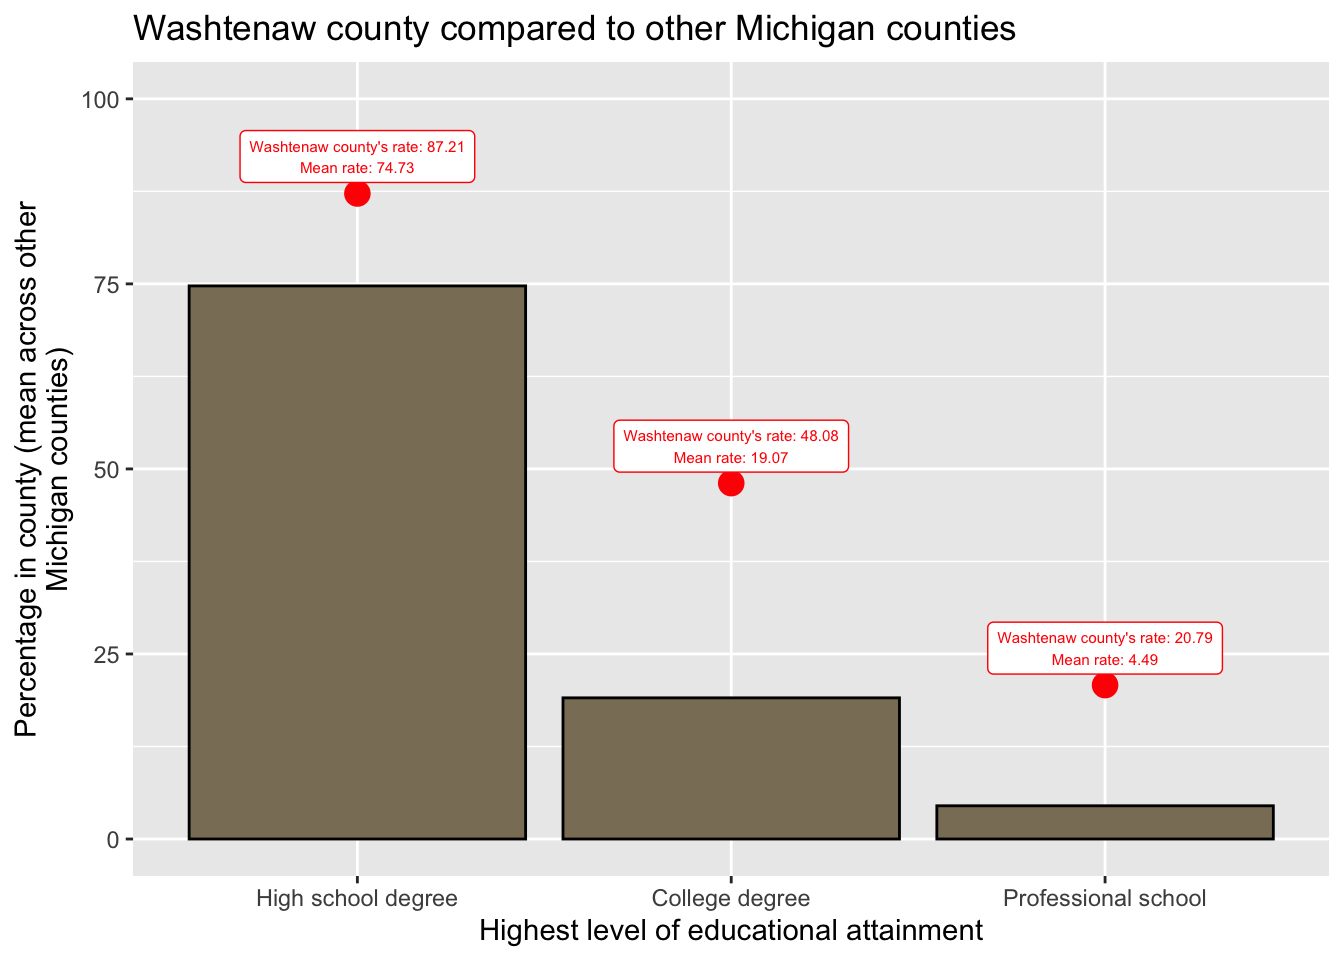 Washtenaw county compared to other Michigan counties
Percentage in county (mean across other
Michigan counties)
100
75
50
25
0
Washtenaw county's rate: 87.21
Mean rate: 74.73
Washtenaw county's rate: 48.08
Mean rate: 19.07
Washtenaw county's rate: 20.79
Mean rate: 4.49
High school degree
College degree
Professional school
Highest level of educational attainment